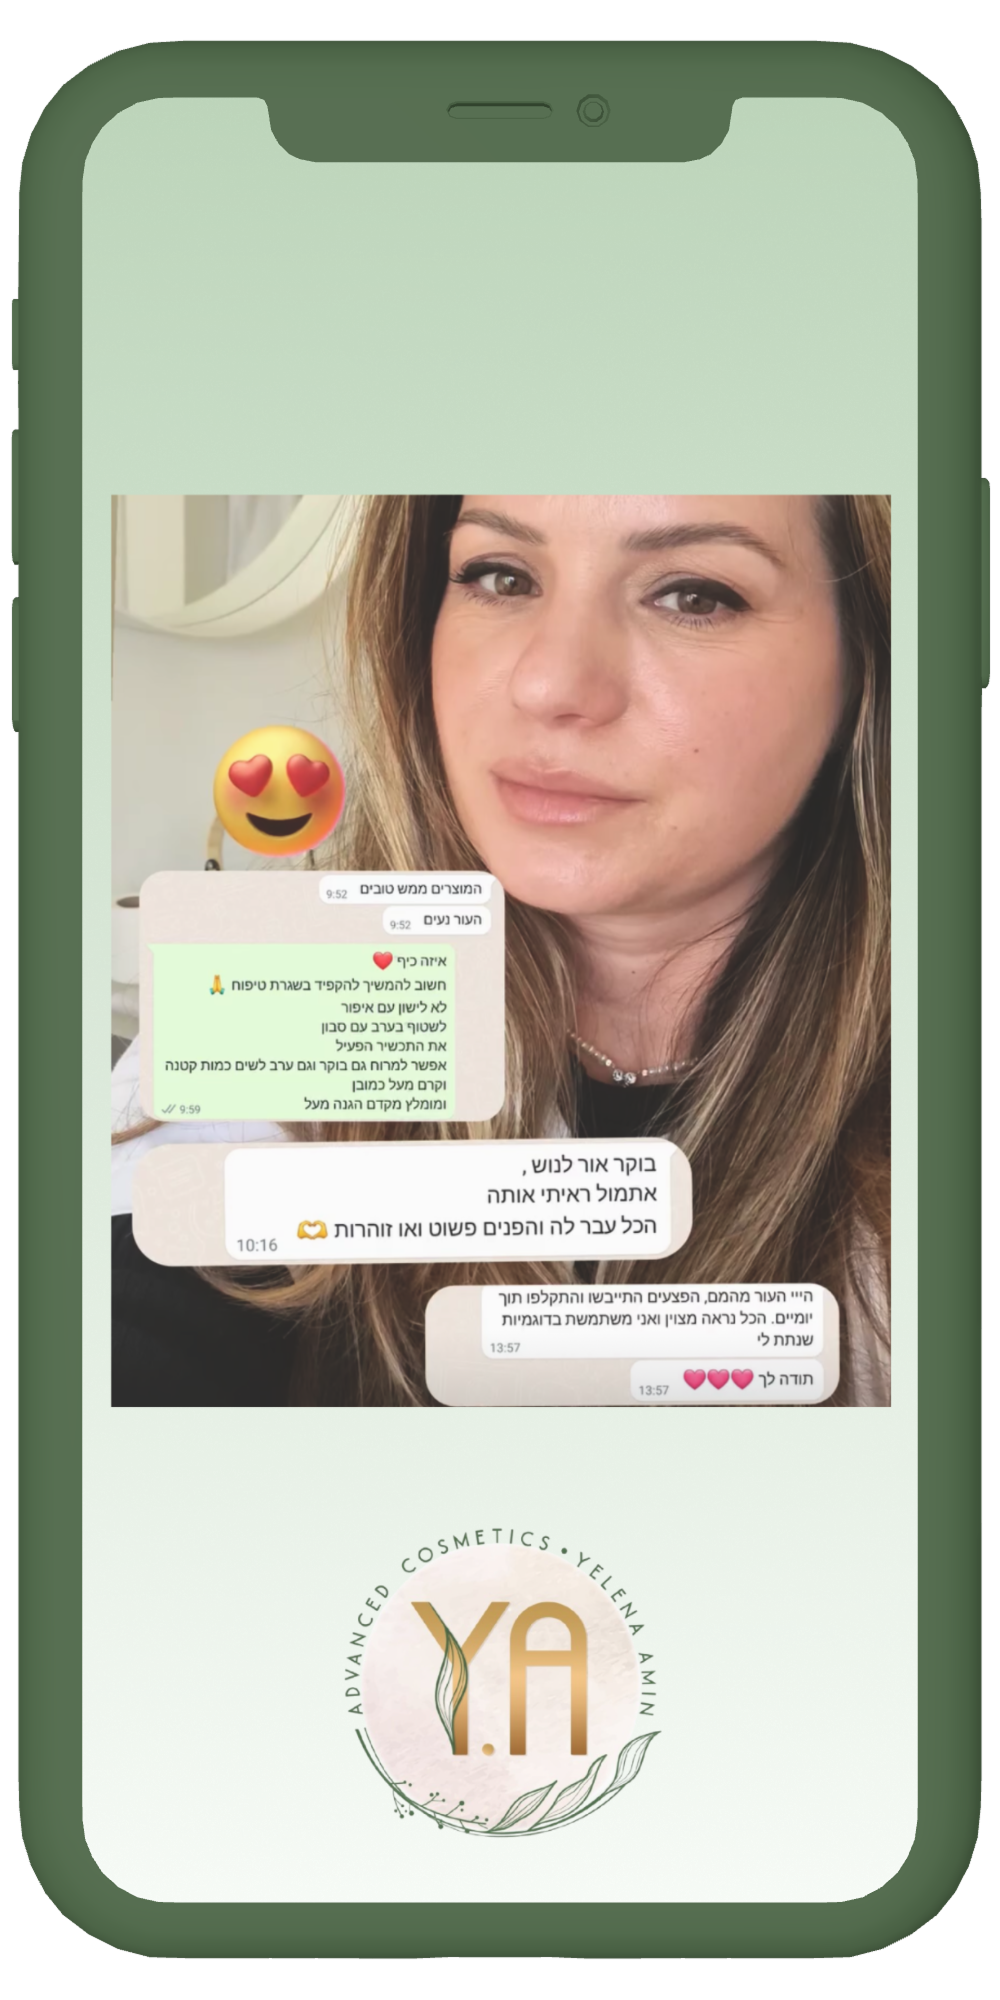 המוצרים ממש טובים 9:52
העור נעים 9:52
איזה כיף ❤️
חשוב להמשיך להקפיד בשגרת טיפוח 🙏
לא לישון עם איפור
לשטוף בערב עם סבון
את התכשיר הפעיל
אפשר למרוח גם בוקר וגם ערב לשים כמות קטנה
וקרם מעל כמובן
ומומלץ מקדם הגנה מעל 9:59
בוקר אור לנוש ,
אתמול ראיתי אותה
הכל עבר לה והפנים פשוט ואו זוהרות 🫶 10:16
הייי העור מהמם, הפצעים התייבשו והתקלפו תוך
יומיים. הכל נראה מצוין ואני משתמשת בדוגמיות
שנתת לי 13:57
תודה לך 💗💗💗 13:57
ADVANCED COSMETICS • YELENA AMIN
Y.A